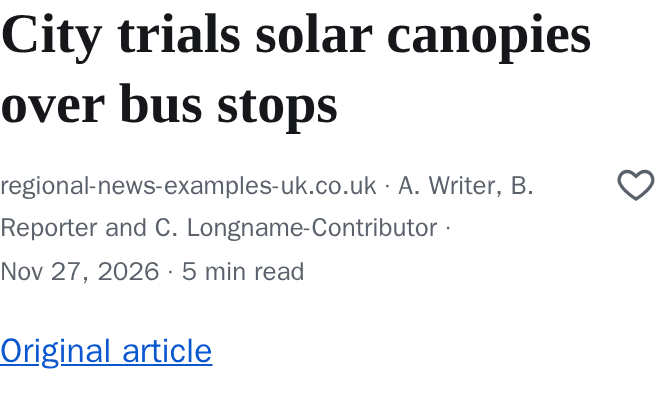 City trials solar canopies
over bus stops
regional-news-examples-uk.co.uk · A. Writer, B.
Reporter and C. Longname-Contributor ·
Nov 27, 2026 · 5 min read
Original article